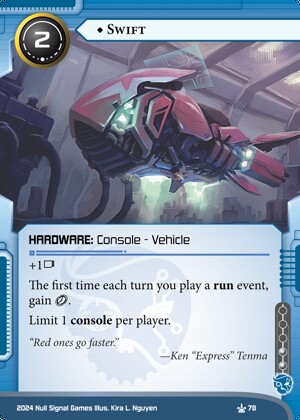 2
◆ Swift
HARDWARE: Console - Vehicle
+1
The first time each turn you play a run event,
gain .
Limit 1 console per player.
“Red ones go faster.”
—Ken “Express” Tenma
2024 Null Signal Games Illus. Kira L. Nguyen
78